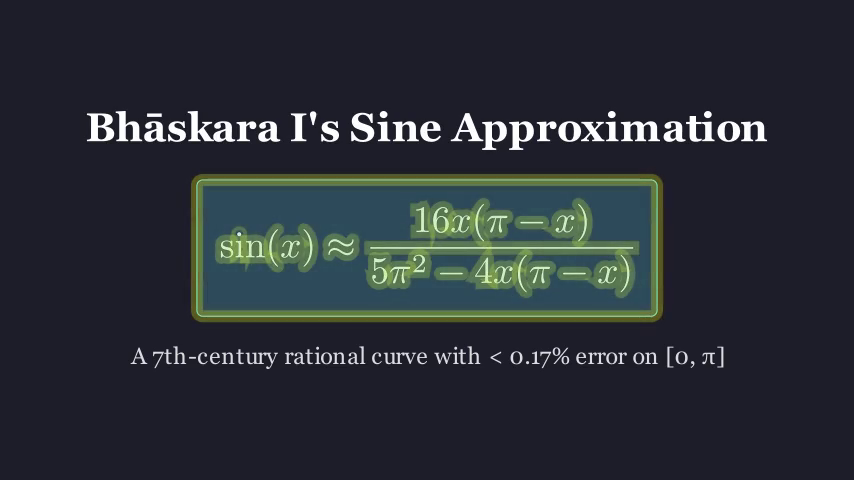 Bhāskara I's Sine Approximation
sin(x) ≈ 16x(π − x) / 5π² − 4x(π − x)
A 7th-century rational curve with < 0.17% error on [0, π]